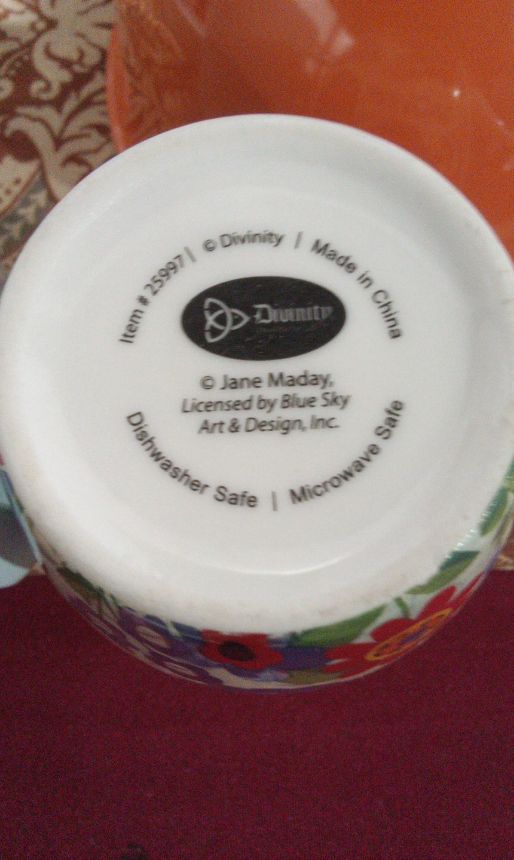 Item # 25997 | © Divinity | Made in China
Divinity
© Jane Maday,
Licensed by Blue Sky
Art & Design, Inc.
Dishwasher Safe | Microwave Safe